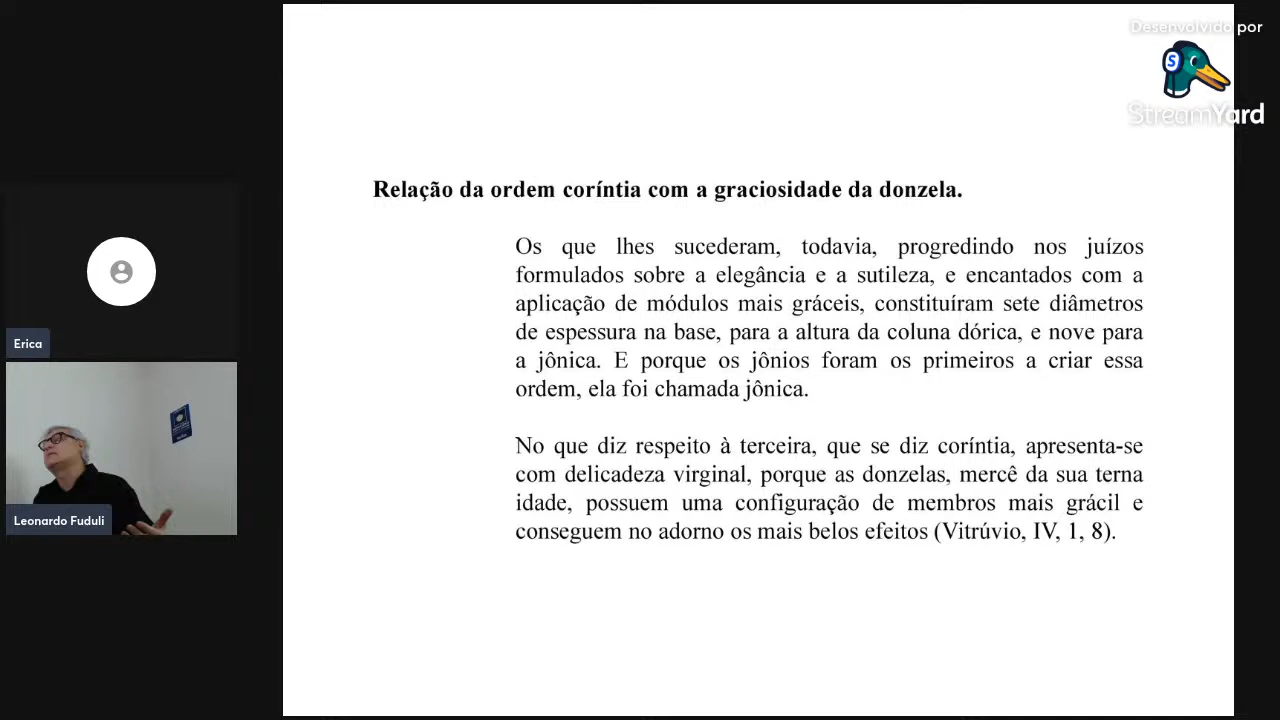 Desenvolvido por
S
StreamYard
Relação da ordem coríntia com a graciosidade da donzela.
Os que lhes sucederam, todavia, progredindo nos juízos
formulados sobre a elegância e a sutileza, e encantados com a
aplicação de módulos mais gráceis, constituíram sete diâmetros
de espessura na base, para a altura da coluna dórica, e nove para
a jônica. E porque os jônios foram os primeiros a criar essa
ordem, ela foi chamada jônica.
No que diz respeito à terceira, que se diz coríntia, apresenta-se
com delicadeza virginal, porque as donzelas, mercê da sua terna
idade, possuem uma configuração de membros mais grácil e
conseguem no adorno os mais belos efeitos (Vitrúvio, IV, 1, 8).
Erica
Leonardo Fuduli